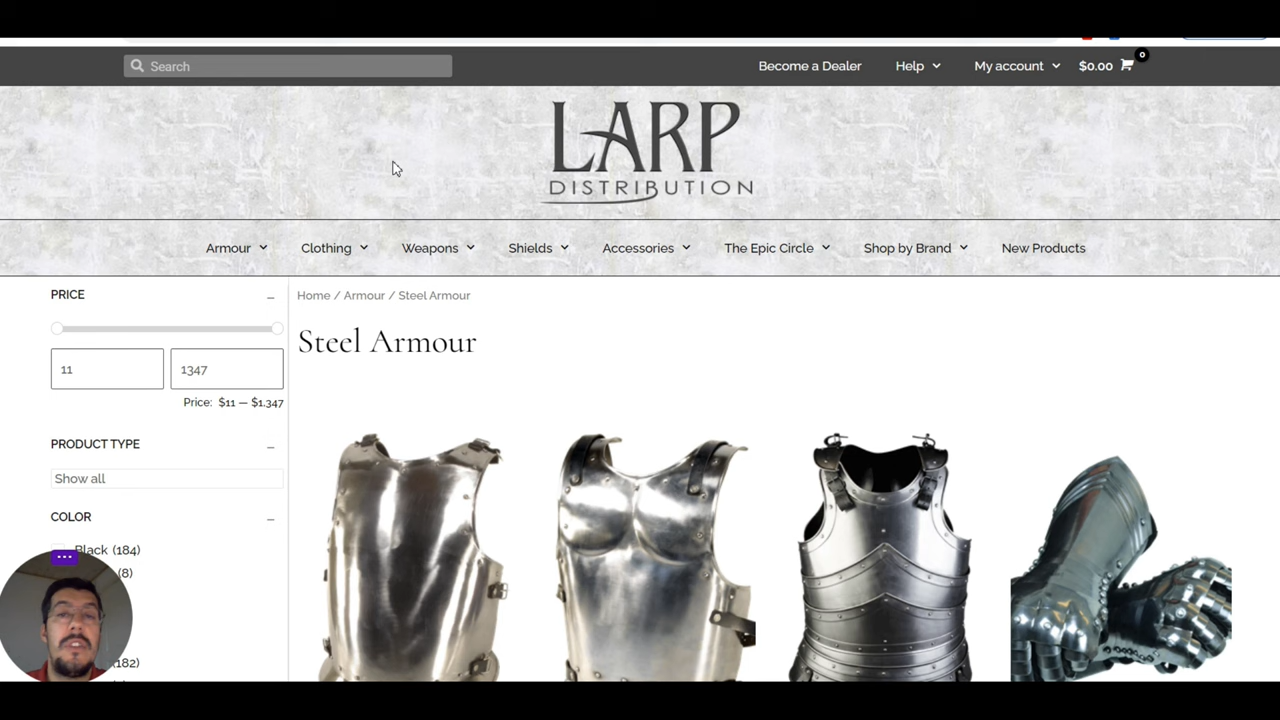 Search
Become a Dealer
Help
My account
$0.00
0
LARP
DISTRIBUTION
Armour
Clothing
Weapons
Shields
Accessories
The Epic Circle
Shop by Brand
New Products
PRICE
11
1347
Price: $11 — $1,347
PRODUCT TYPE
Show all
COLOR
Black (184)
(8)
(182)
Home / Armour / Steel Armour
Steel Armour